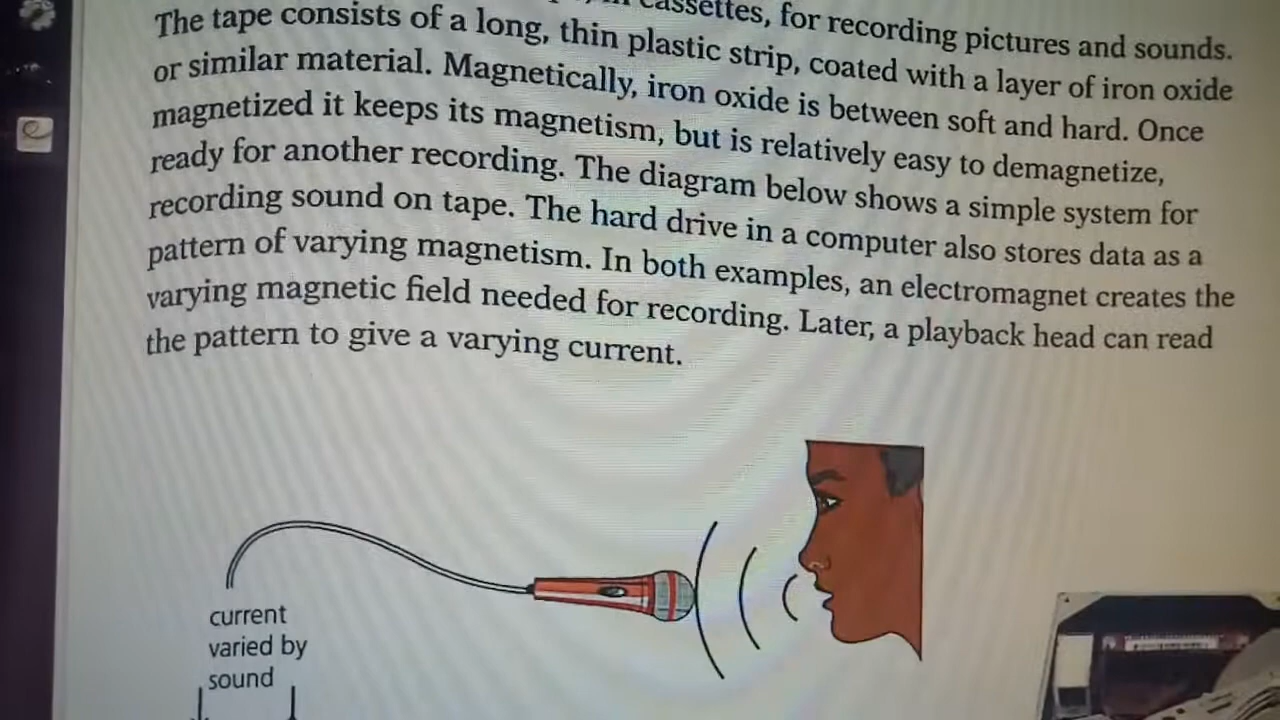 cassettes, for recording pictures and sounds.
The tape consists of a long, thin plastic strip, coated with a layer of iron oxide
or similar material. Magnetically, iron oxide is between soft and hard. Once
magnetized it keeps its magnetism, but is relatively easy to demagnetize,
ready for another recording. The diagram below shows a simple system for
recording sound on tape. The hard drive in a computer also stores data as a
pattern of varying magnetism. In both examples, an electromagnet creates the
varying magnetic field needed for recording. Later, a playback head can read
the pattern to give a varying current.
current
varied by
sound